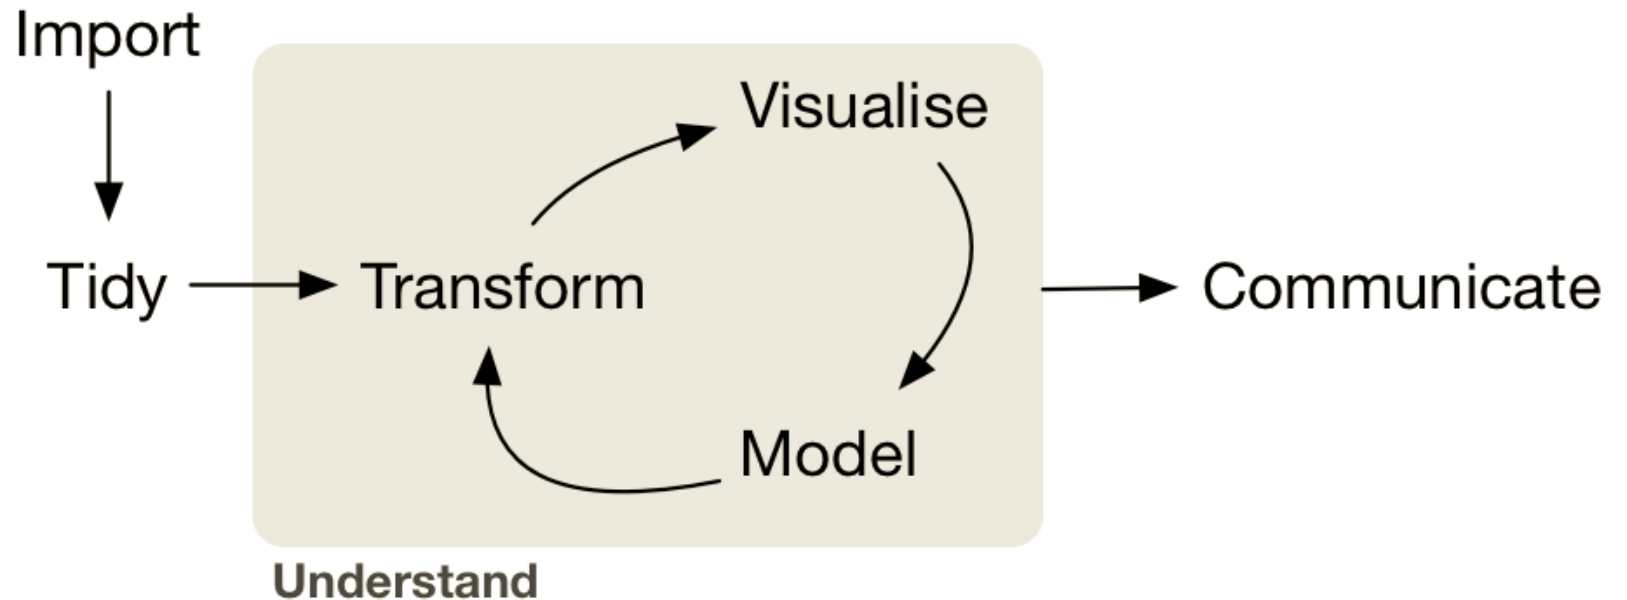 Import
Visualise
Tidy
Transform
Communicate
Model
Understand